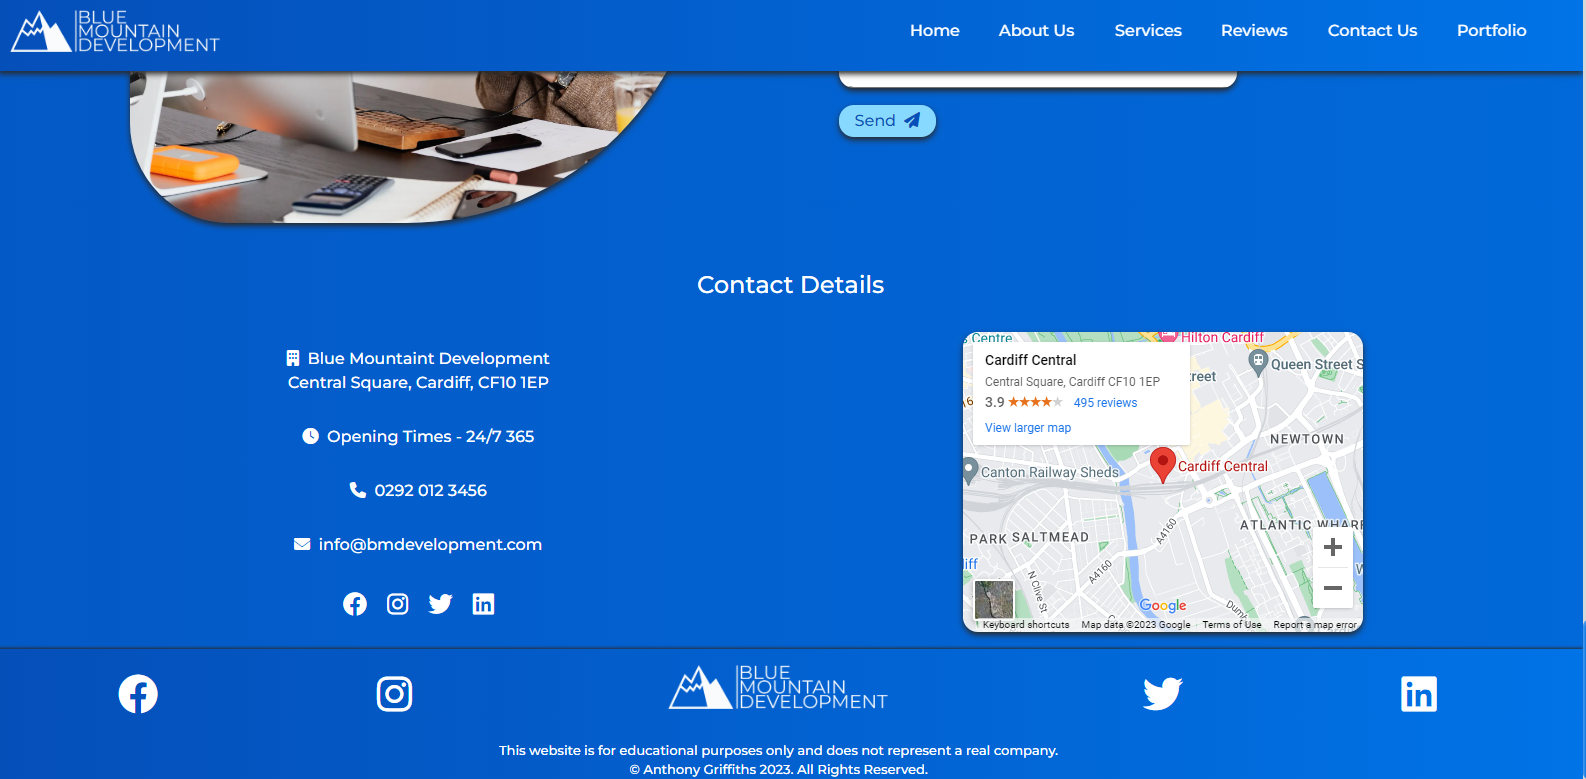 BLUE
MOUNTAIN
DEVELOPMENT
Home About Us Services Reviews Contact Us Portfolio
Send
Contact Details
Blue Mountaint Development
Central Square, Cardiff, CF10 1EP
Opening Times - 24/7 365
0292 012 3456
info@bmdevelopment.com
s Centre
Hilton Cardiff
Cardiff Central
Central Square, Cardiff CF10 1EP
3.9 495 reviews
View larger map
treet
Queen Street S
NEWTOWN
Canton Railway Sheds
Cardiff Central
ATLANTIC WHARF
A4160
PARK SALTMEAD
A4160
iff
N Clive St
Google
Keyboard shortcuts Map data ©2023 Google Terms of Use Report a map error
BLUE
MOUNTAIN
DEVELOPMENT
This website is for educational purposes only and does not represent a real company.
© Anthony Griffiths 2023. All Rights Reserved.